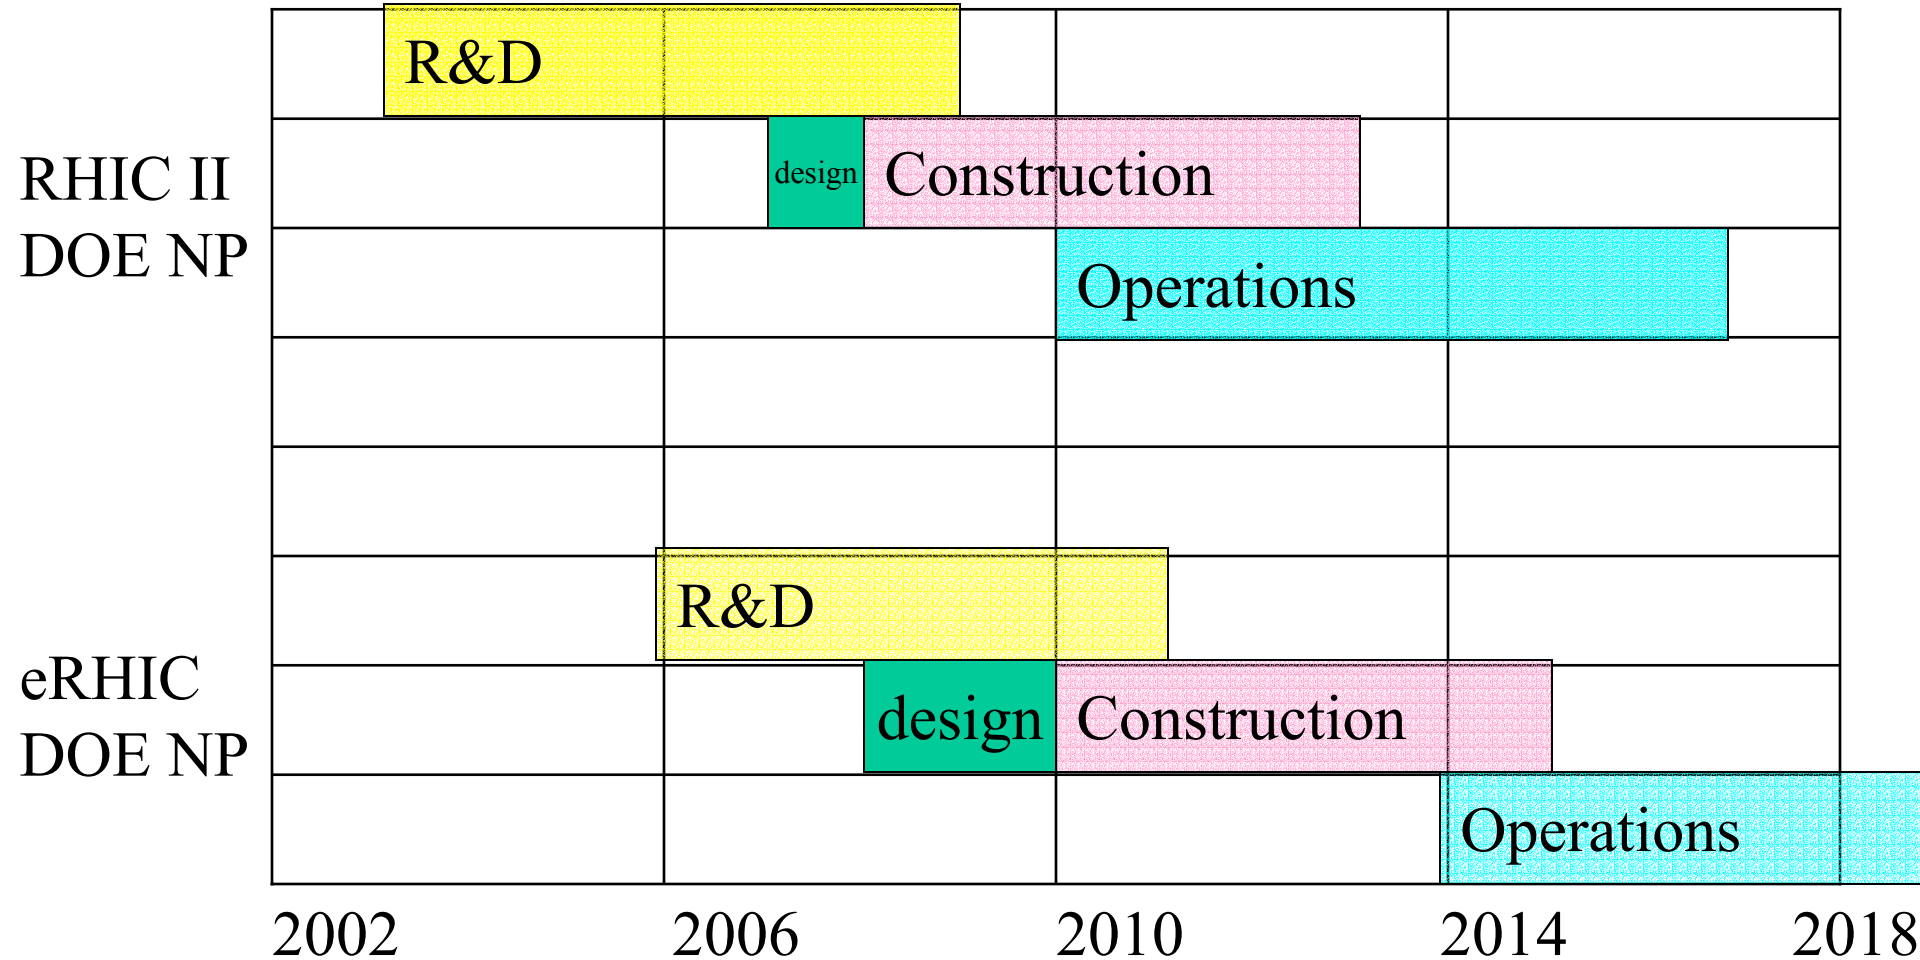 R&D
design
Construction
RHIC II
DOE NP
Operations
R&D
eRHIC
DOE NP
design
Construction
Operations
2002
2006
2010
2014
2018